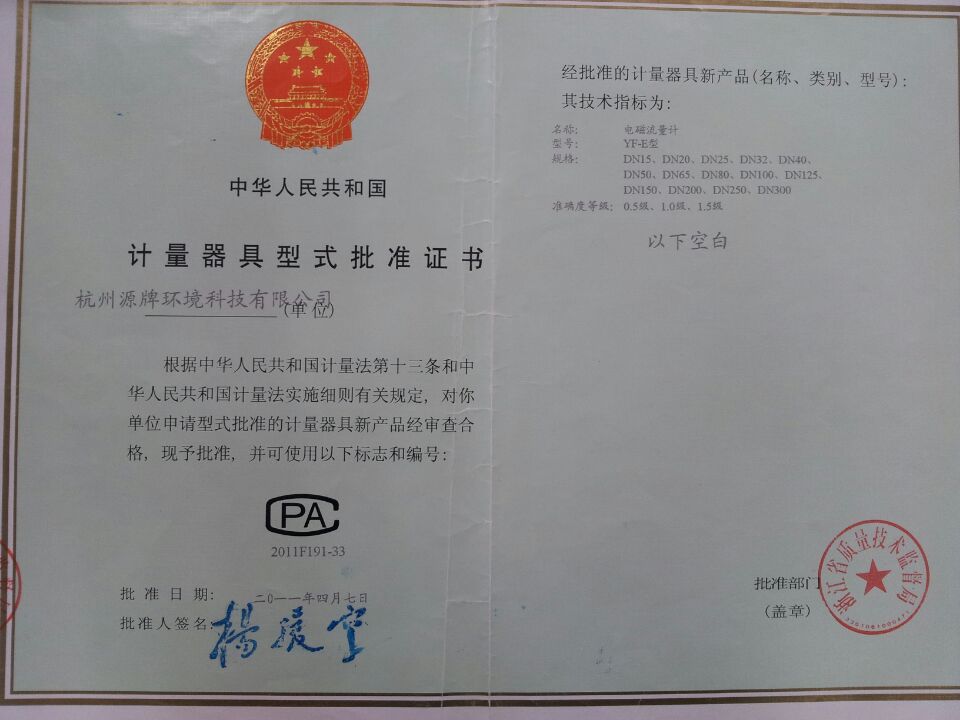 中华人民共和国
计量器具型式批准证书
杭州源牌环境科技有限公司
(单位)
根据中华人民共和国计量法第十三条和中
华人民共和国计量法实施细则有关规定, 对你
单位申请型式批准的计量器具新产品经审查合
格, 现予批准, 并可使用以下标志和编号:
CPA
2011F191-33
批准日期: 二0一一年四月七日
批准人签名:
经批准的计量器具新产品(名称、类别、型号):
其技术指标为:
名称: 电磁流量计
型号: YF-E型
规格: DN15、DN20、DN25、DN32、DN40、
DN50、DN65、DN80、DN100、DN125、
DN150、DN200、DN250、DN300
准确度等级: 0.5级、1.0级、1.5级
以下空白
批准部门
(盖章)
浙江省质量技术监督局